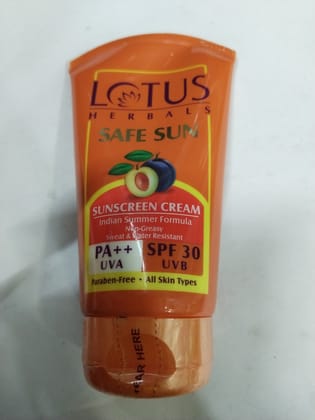 LOTUS
HERBALS
SAFE SUN
SUNSCREEN CREAM
Indian Summer Formula
Non-Greasy
Sweat & Water Resistant
PA++ SPF 30
UVA UVB
Paraben-Free • All Skin Types
HERE